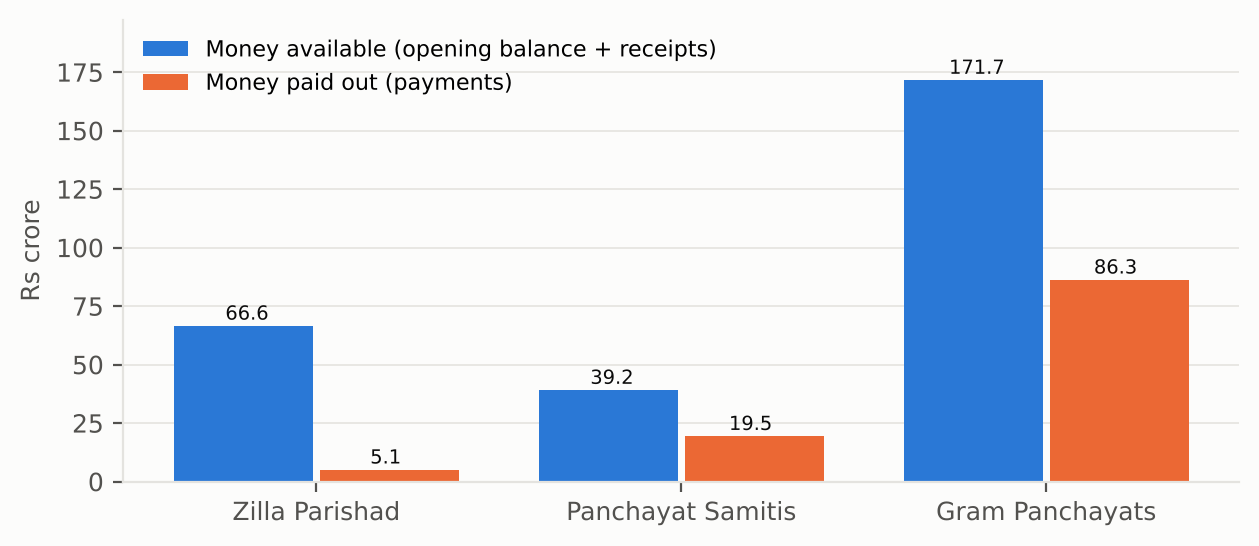 Money available (opening balance + receipts)
Money paid out (payments)
Rs crore
175
150
125
100
75
50
25
0
66.6
5.1
39.2
19.5
171.7
86.3
Zilla Parishad
Panchayat Samitis
Gram Panchayats